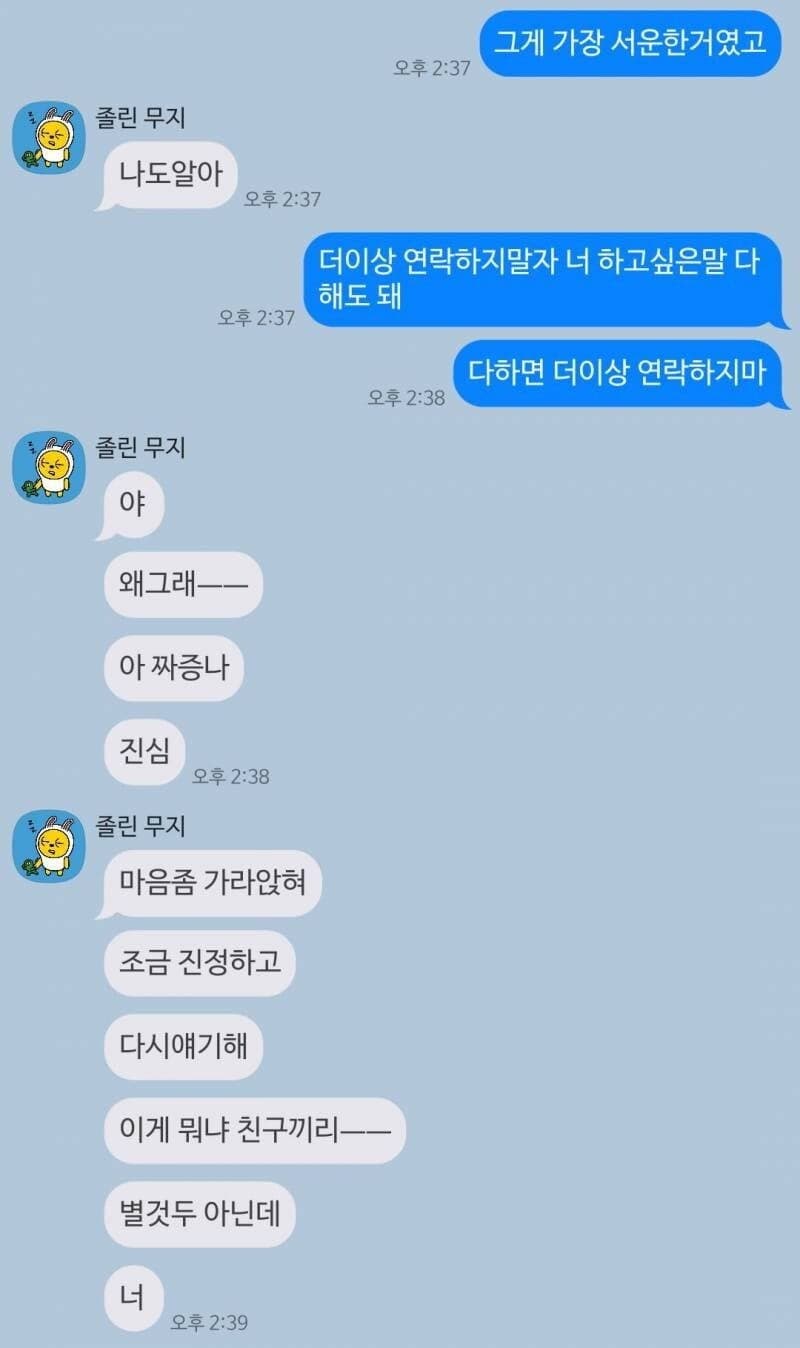 그게 가장 서운한거였고
오후 2:37
졸린 무지
나도알아
오후 2:37
더이상 연락하지말자 너 하고싶은말 다
해도 돼
오후 2:37
다하면 더이상 연락하지마
오후 2:38
졸린 무지
야
왜그래ㅡㅡ
아 짜증나
진심
오후 2:38
졸린 무지
마음좀 가라앉혀
조금 진정하고
다시얘기해
이게 뭐냐 친구끼리ㅡㅡ
별것두 아닌데
너
오후 2:39